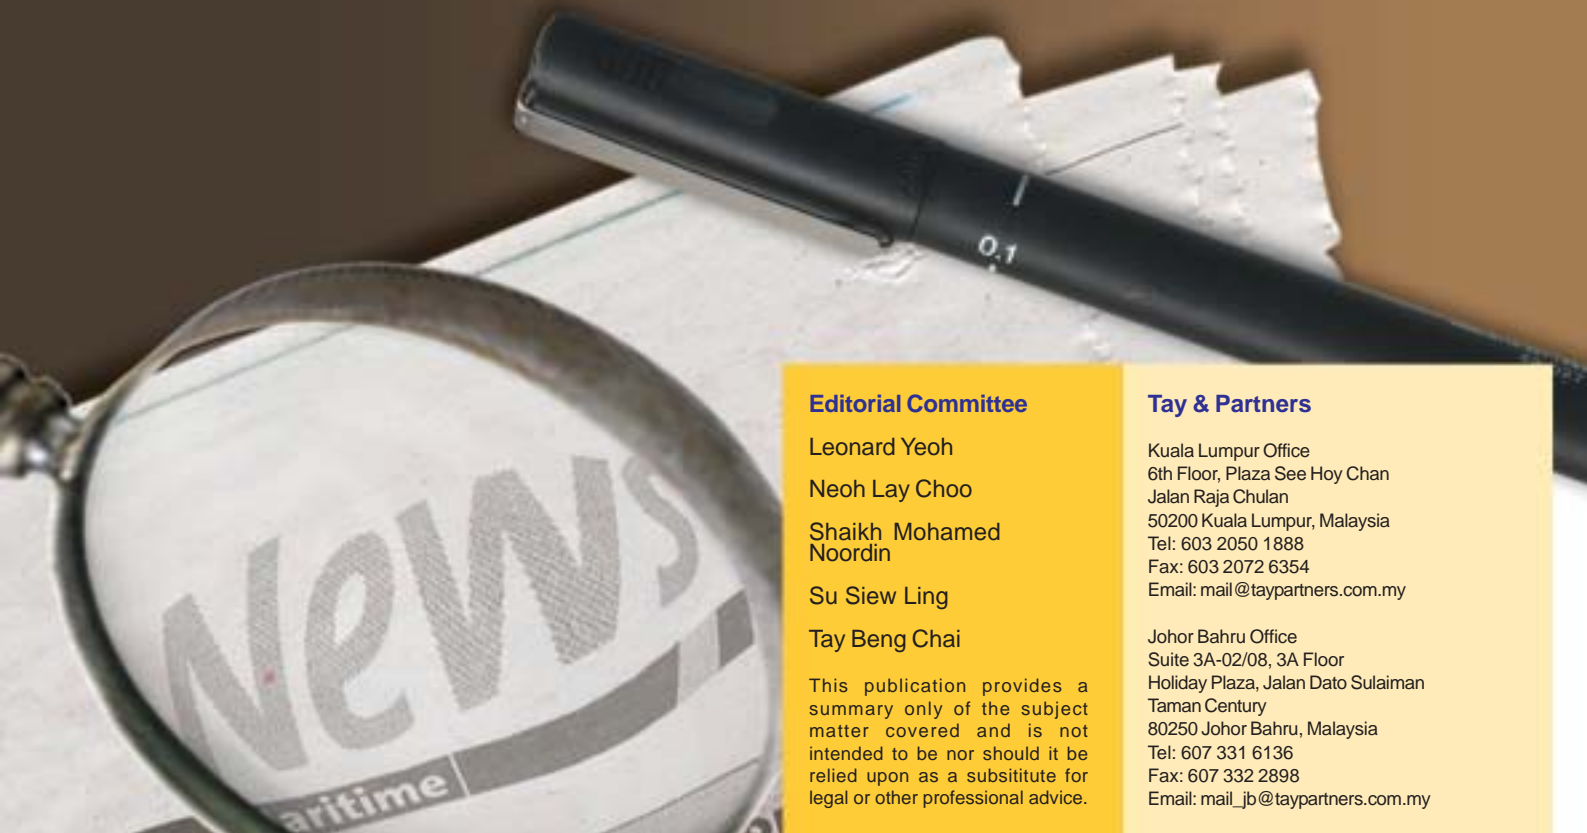 0.1
News
aritime
Editorial Committee
Leonard Yeoh
Neoh Lay Choo
Shaikh Mohamed
Noordin
Su Siew Ling
Tay Beng Chai
This publication provides a
summary only of the subject
matter covered and is not
intended to be nor should it be
relied upon as a subsititute for
legal or other professional advice.
Tay & Partners
Kuala Lumpur Office
6th Floor, Plaza See Hoy Chan
Jalan Raja Chulan
50200 Kuala Lumpur, Malaysia
Tel: 603 2050 1888
Fax: 603 2072 6354
Email: mail@taypartners.com.my
Johor Bahru Office
Suite 3A-02/08, 3A Floor
Holiday Plaza, Jalan Dato Sulaiman
Taman Century
80250 Johor Bahru, Malaysia
Tel: 607 331 6136
Fax: 607 332 2898
Email: mail_jb@taypartners.com.my